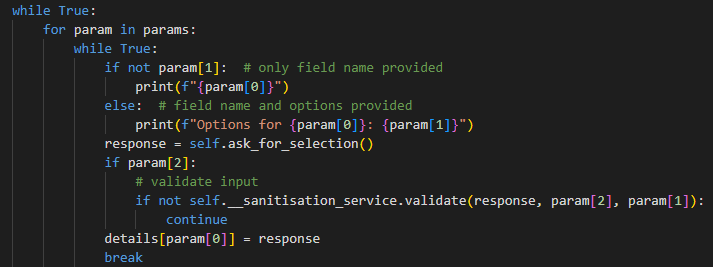 while True:
    for param in params:
        while True:
            if not param[1]:  # only field name provided
                print(f"{param[0]}")
            else:  # field name and options provided
                print(f"Options for {param[0]}: {param[1]}")
            response = self.ask_for_selection()
            if param[2]:
                # validate input
                if not self.__sanitisation_service.validate(response, param[2], param[1]):
                    continue
            details[param[0]] = response
            break